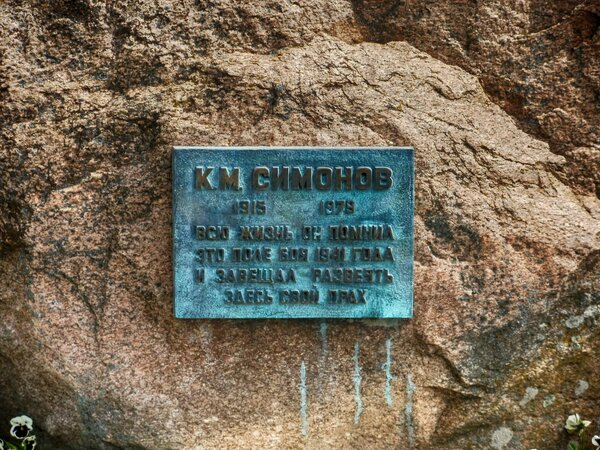 К.М. СИМОНОВ
1915 1979
ВСЮ ЖИЗНЬ ОН ПОМНИЛ
ЭТО ПОЛЕ БОЯ 1941 ГОДА
И ЗАВЕЩАЛ РАЗВЕЯТЬ
ЗДЕСЬ СВОЙ ПРАХ